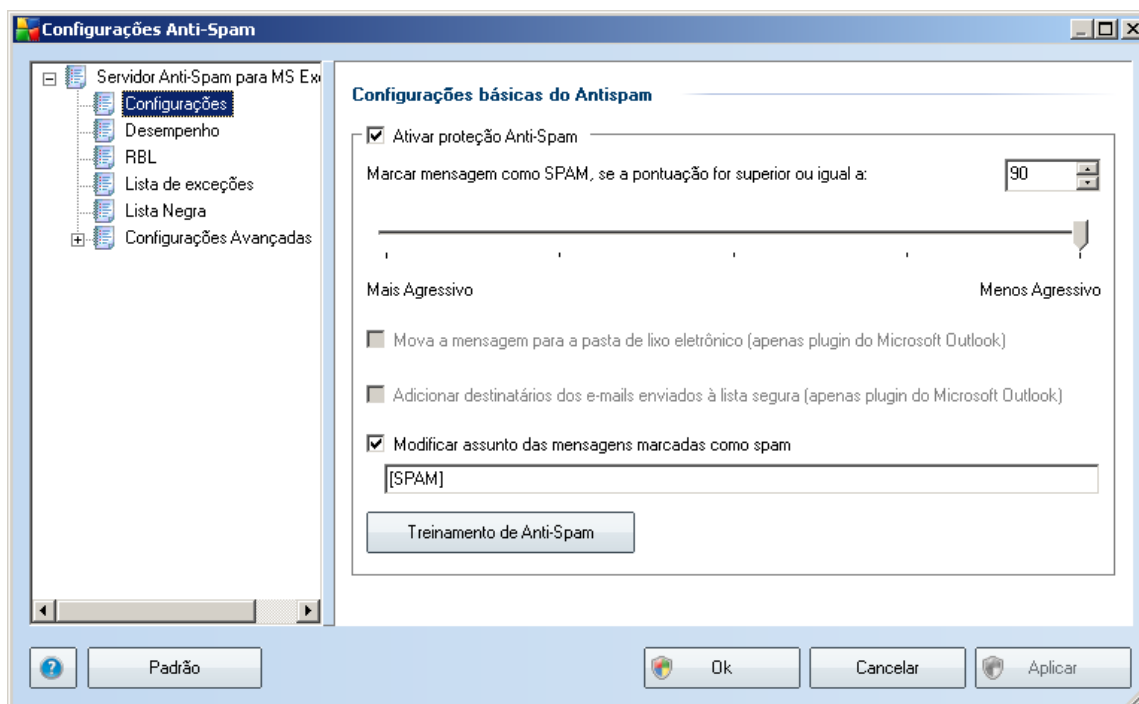 Configurações Anti-Spam
Servidor Anti-Spam para MS Ex
Configurações
Desempenho
RBL
Lista de exceções
Lista Negra
Configurações Avançadas
Configurações básicas do Antispam
Ativar proteção Anti-Spam
Marcar mensagem como SPAM, se a pontuação for superior ou igual a: 90
Mais Agressivo Menos Agressivo
Mova a mensagem para a pasta de lixo eletrônico (apenas plugin do Microsoft Outlook)
Adicionar destinatários dos e-mails enviados à lista segura (apenas plugin do Microsoft Outlook)
Modificar assunto das mensagens marcadas como spam
[SPAM]
Treinamento de Anti-Spam
Padrão Ok Cancelar Aplicar